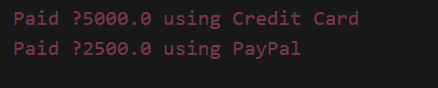 Paid ?5000.0 using Credit Card
Paid ?2500.0 using PayPal